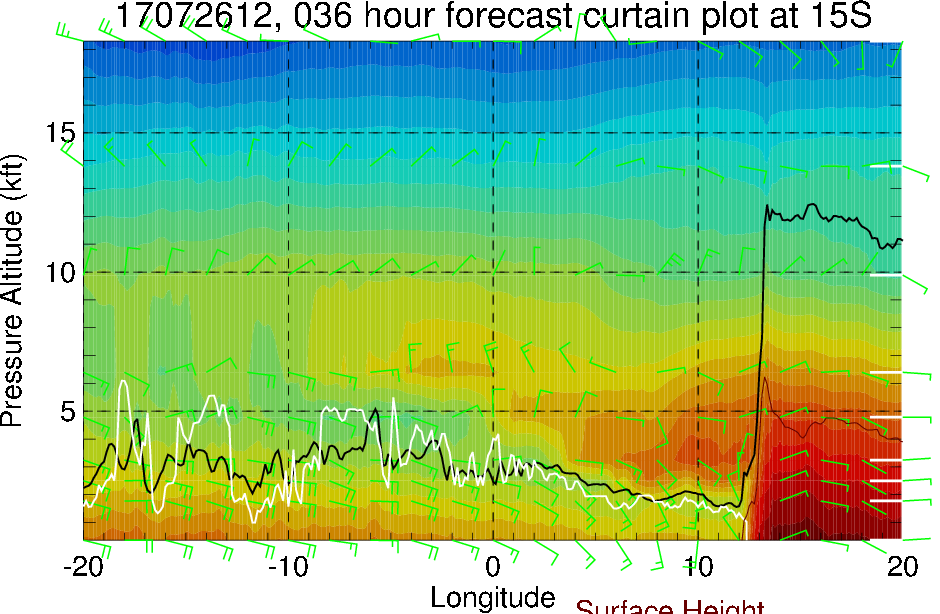 17072612, 036 hour forecast curtain plot at 15S
Pressure Altitude (kft)
15
10
5
-20 -10 0 10 20
Longitude
Surface Height